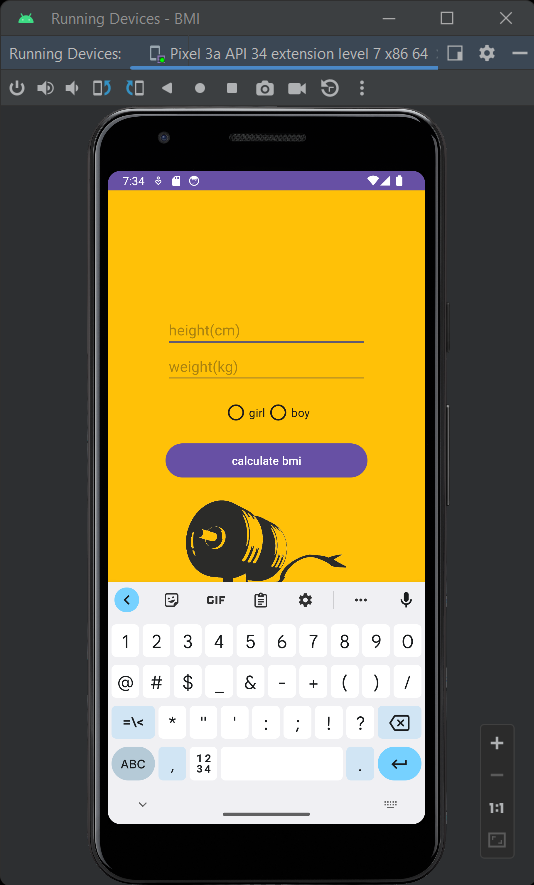 Running Devices - BMI
Running Devices: Pixel 3a API 34 extension level 7 x86 64
7:34
height(cm)
weight(kg)
girl boy
calculate bmi
GIF
1 2 3 4 5 6 7 8 9 0
@ # $ _ & - + ( ) /
=\< * " ' : ; ! ?
ABC , 12 34 .
1:1